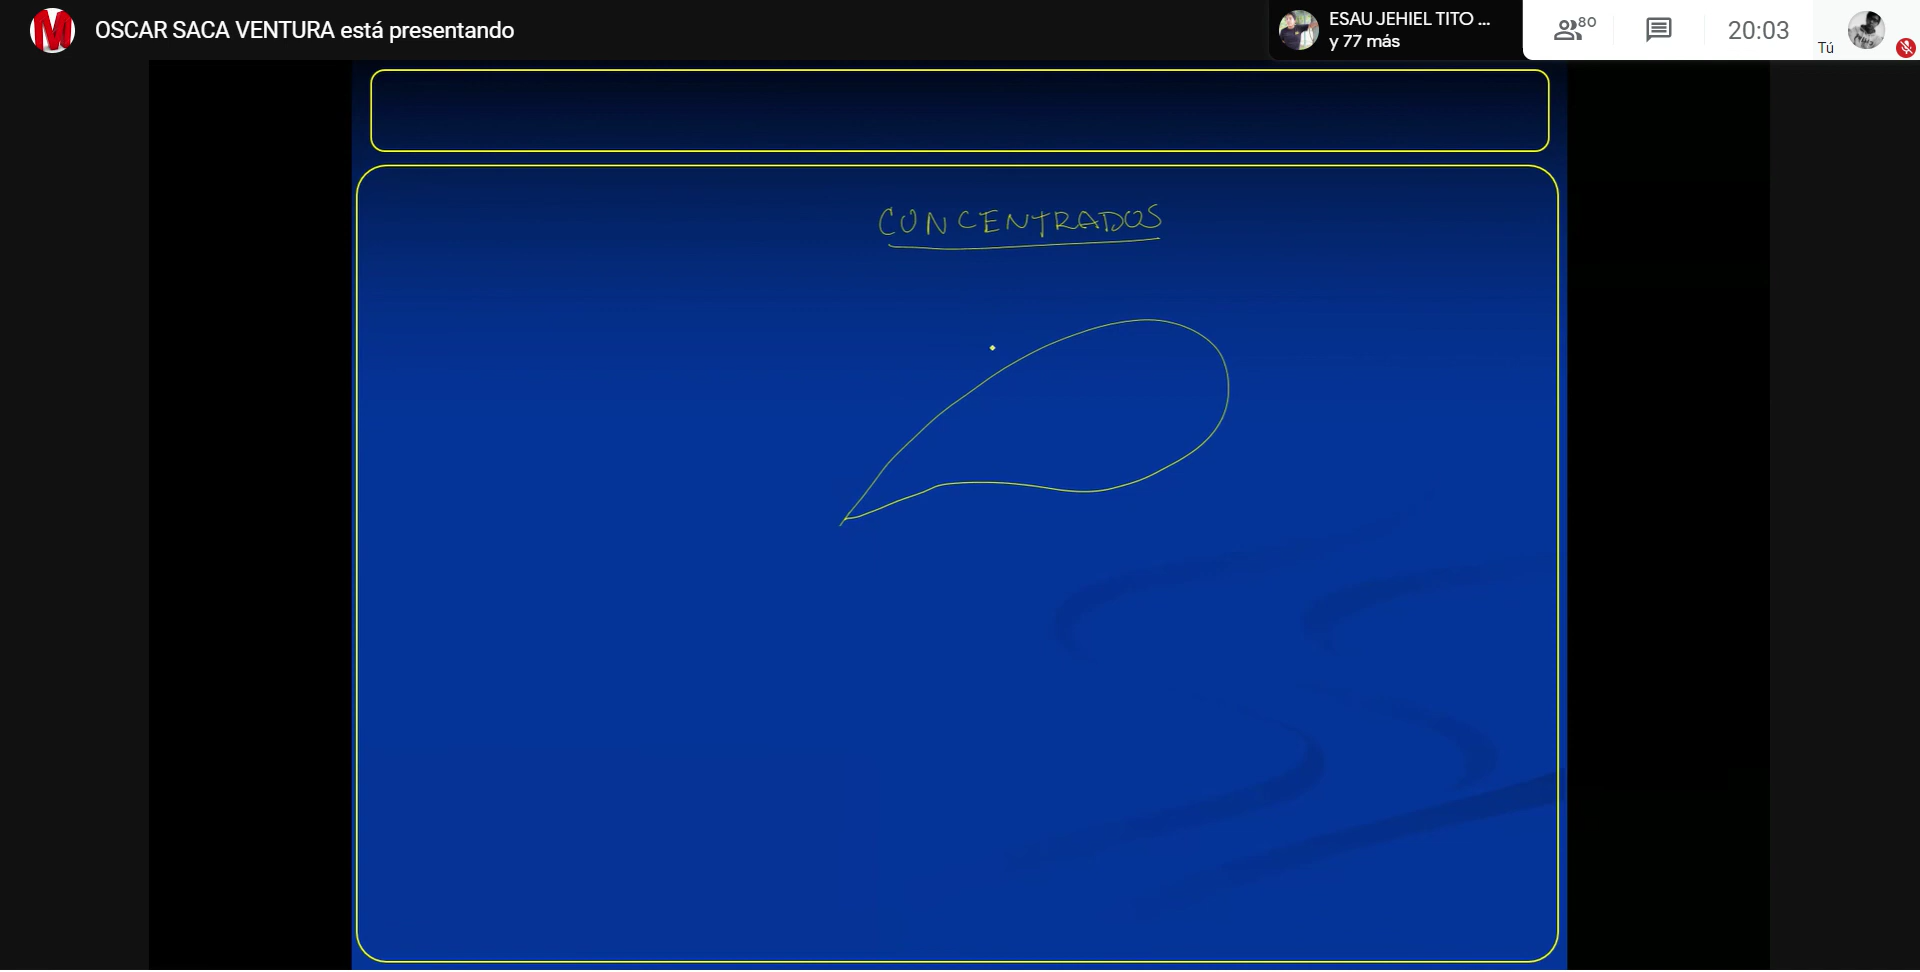 OSCAR SACA VENTURA está presentando
ESAU JEHIEL TITO ...
y 77 más
80
20:03
Tú
CONCENTRADOS